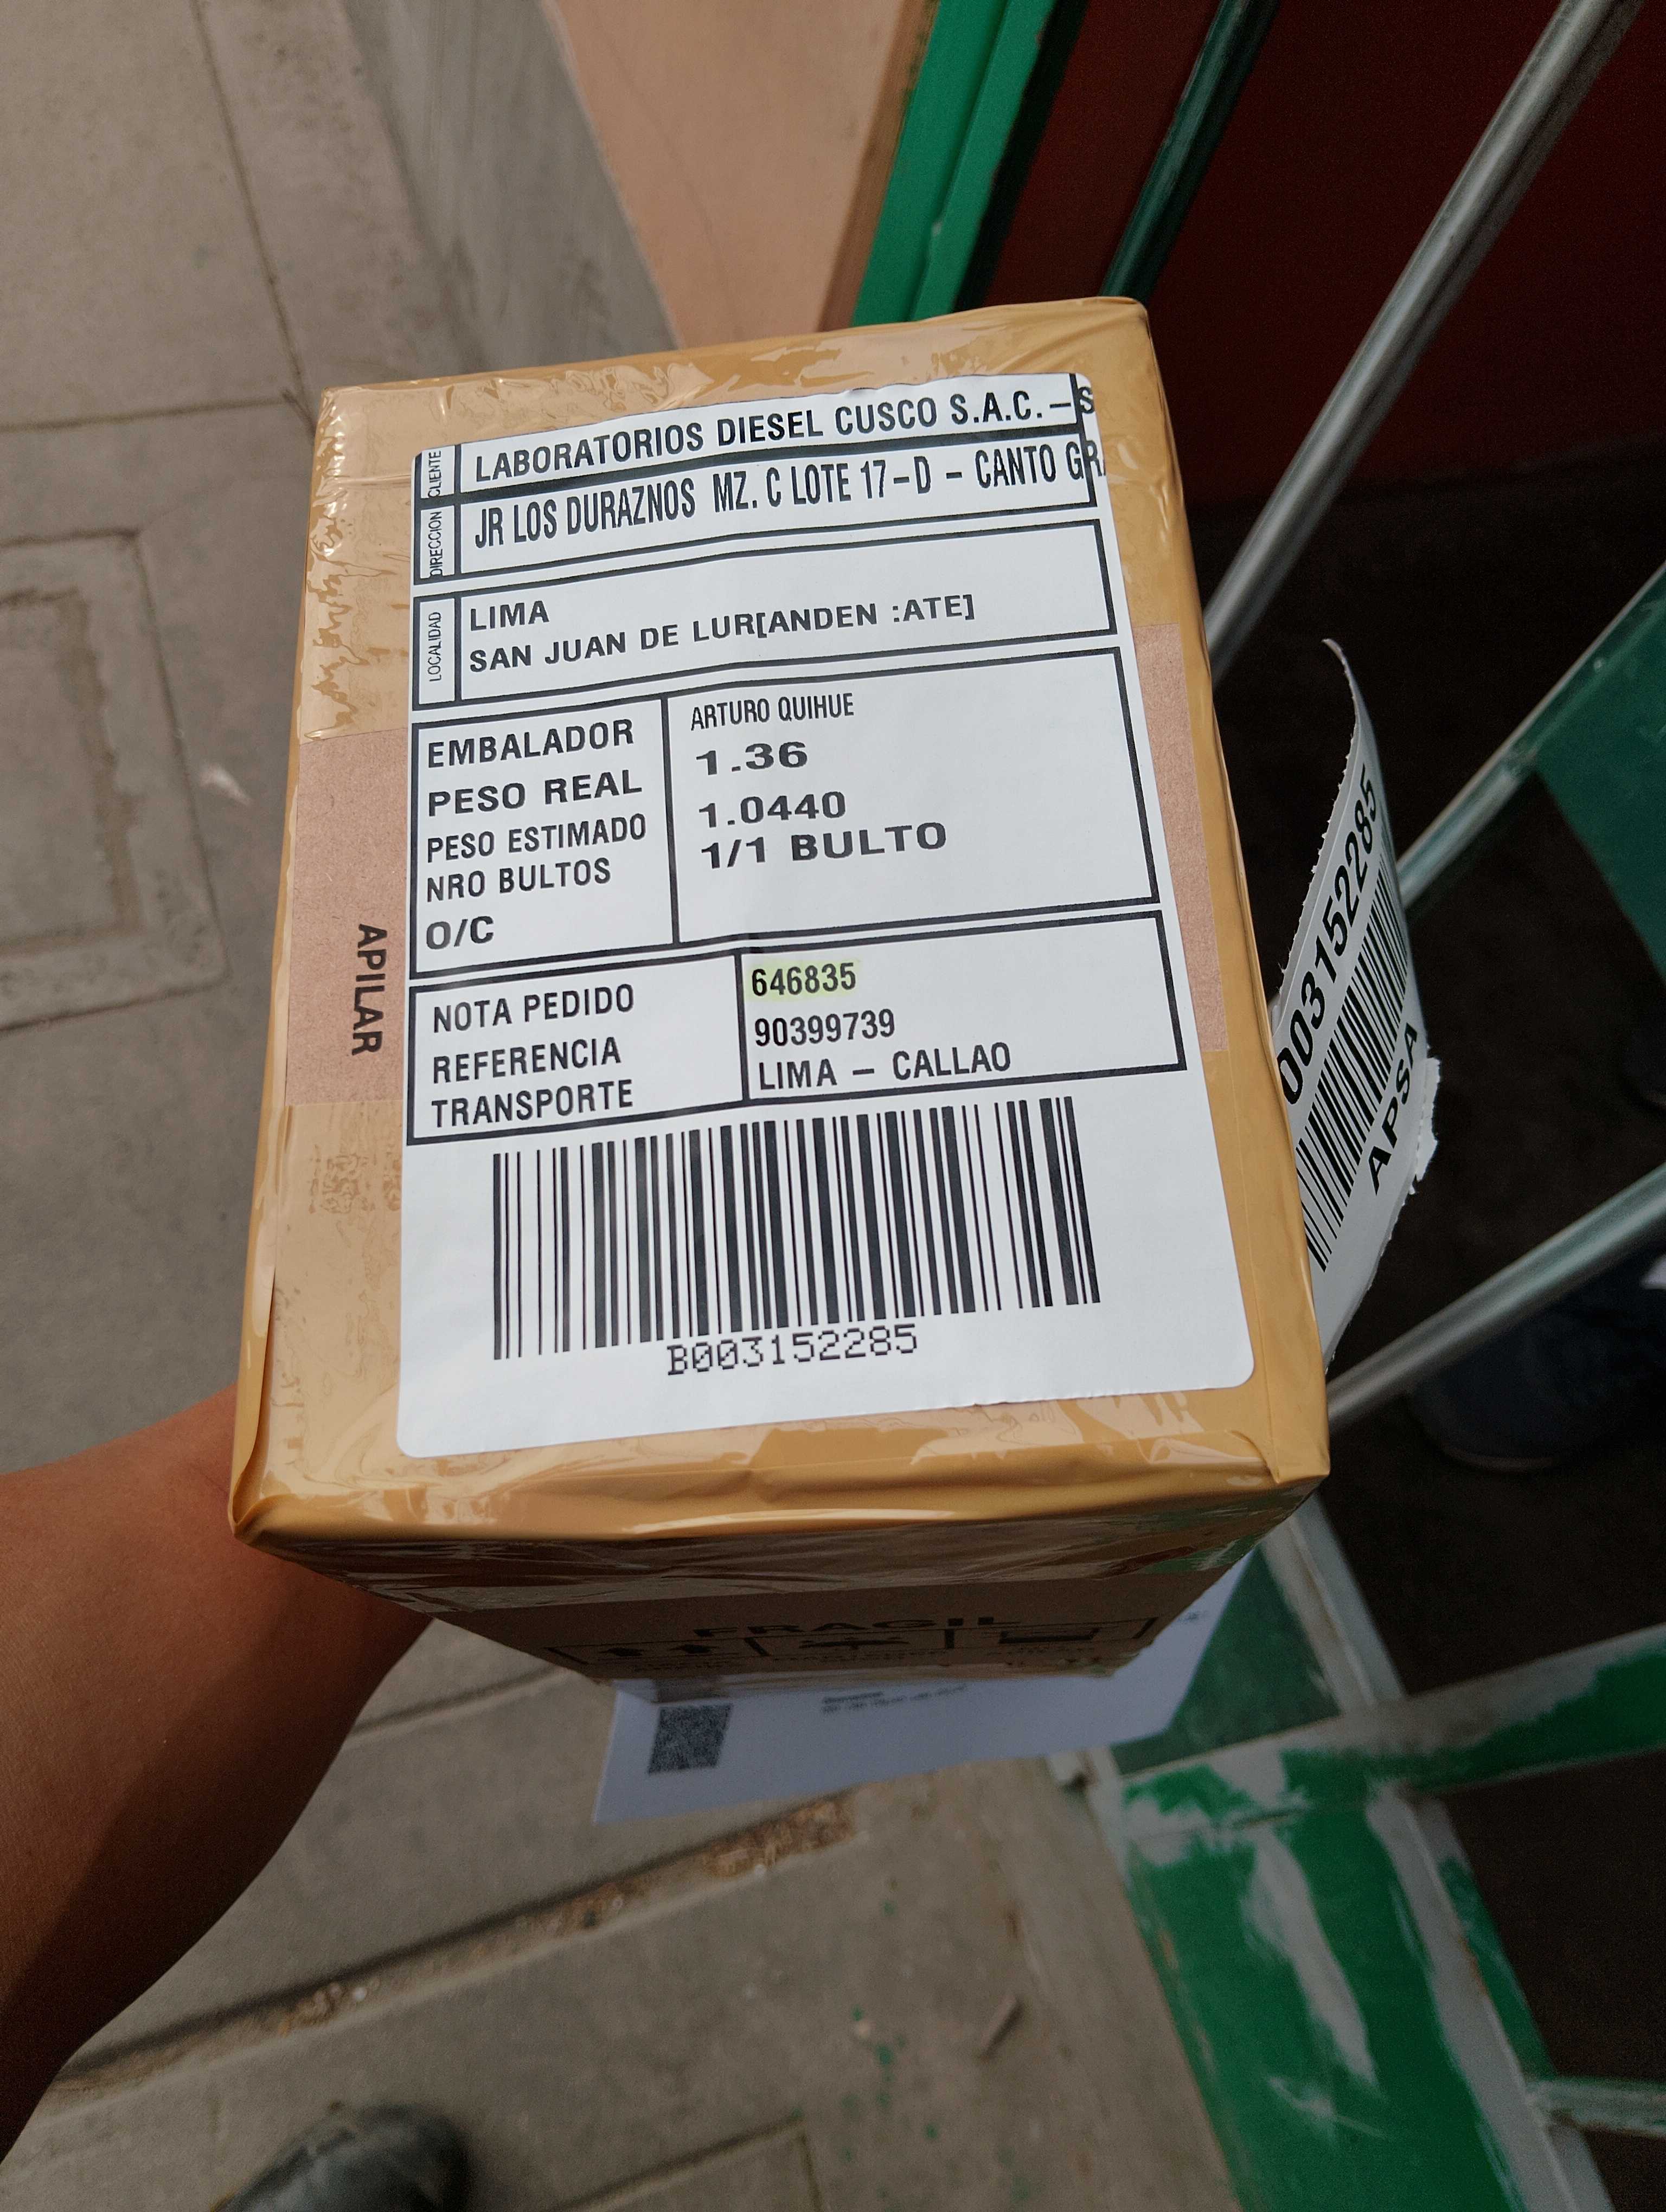 CLIENTE LABORATORIOS DIESEL CUSCO S.A.C. – S
DIRECCION JR LOS DURAZNOS MZ. C LOTE 17-D - CANTO GR
LOCALIDAD LIMA
SAN JUAN DE LUR[ANDEN :ATE]
EMBALADOR ARTURO QUIHUE
PESO REAL 1.36
PESO ESTIMADO 1.0440
NRO BULTOS 1/1 BULTO
O/C
NOTA PEDIDO 646835
REFERENCIA 90399739
TRANSPORTE LIMA – CALLAO
B003152285
APILAR
003152285
APSA
FRAGIL